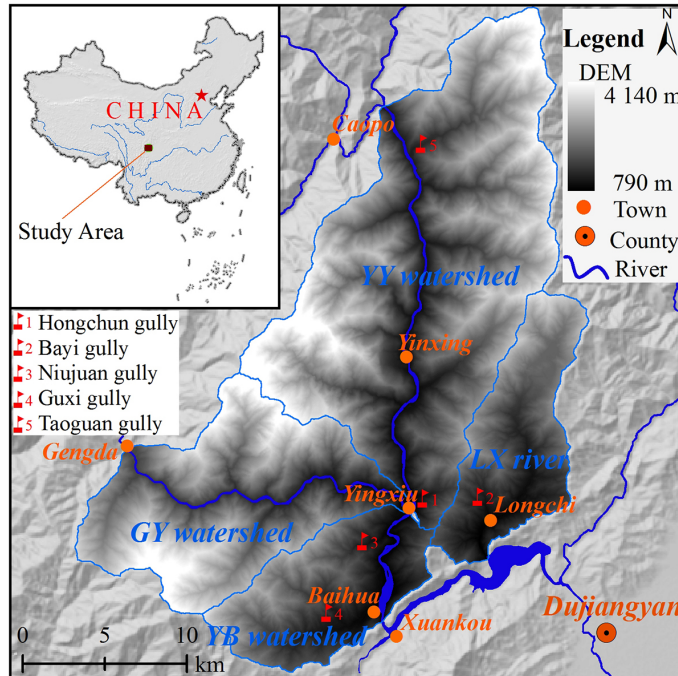 CHINA
Study Area
Legend
N
DEM
4 140 m
790 m
Town
County
River
1 Hongchun gully
2 Bayi gully
3 Niujuan gully
4 Guxi gully
5 Taoguan gully
Caapo
5
YY watershed
Yinxing
Gengda
LX river
Yingxiu
1
2
Longchi
GY watershed
3
Baihua
4
YB watershed
Xuankou
Dujiangyan
0 5 10
km